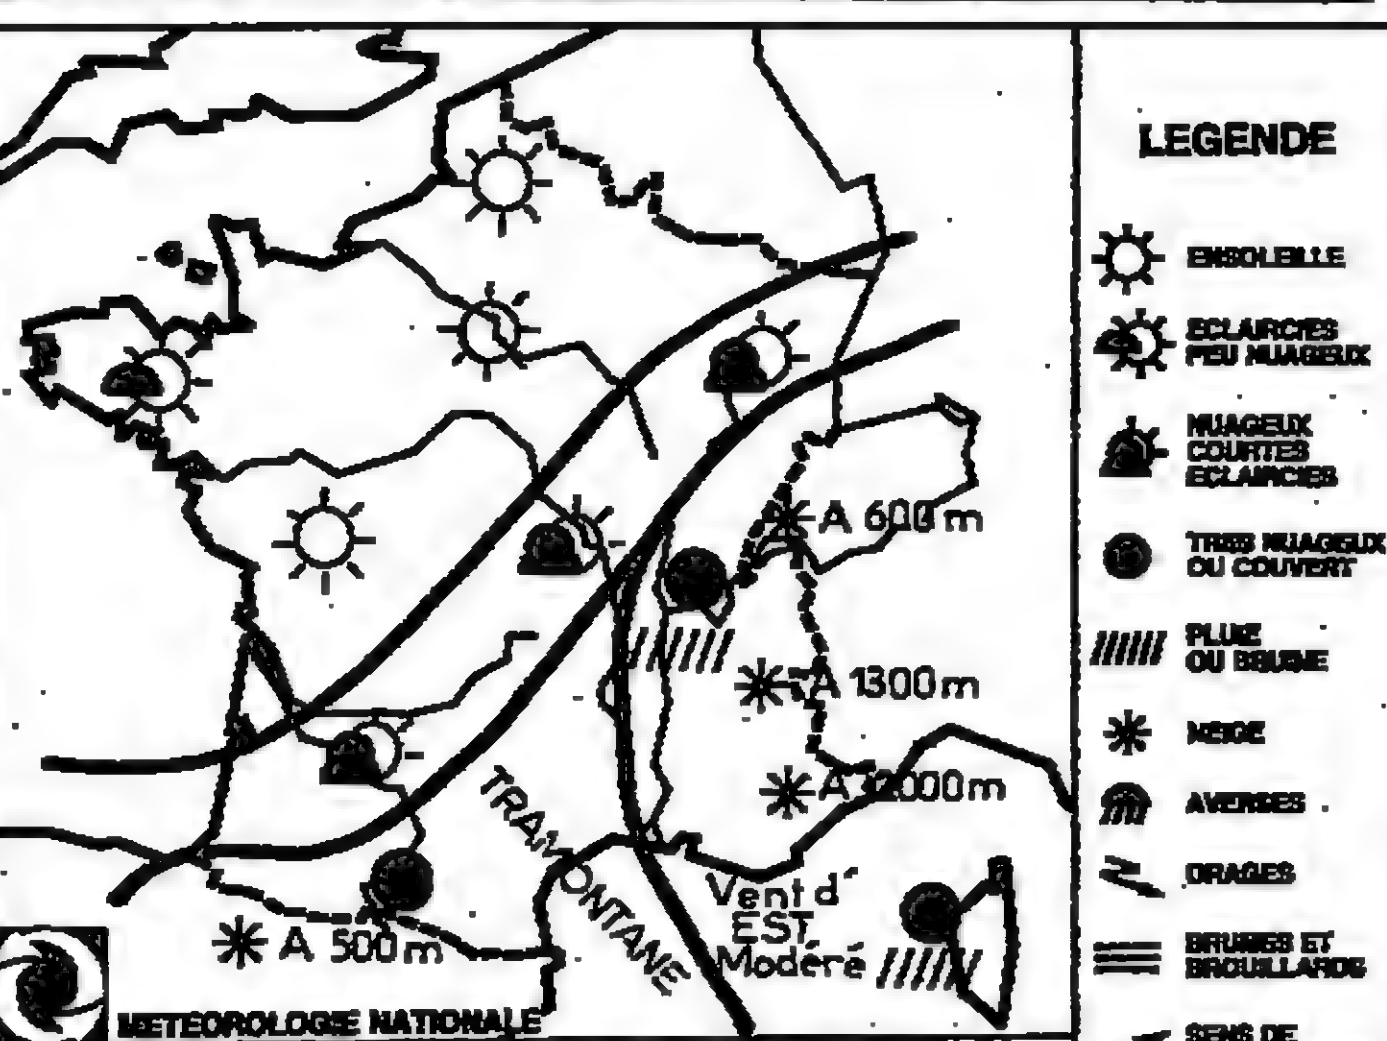 LEGENDE
ENSOLEILLE
ECLAIRCIES
PEU NUAGEUX
NUAGEUX
COURTES
ECLAIRCIES
TRES NUAGEUX
OU COUVERT
PLUIE
OU BRUINE
NEIGE
AVERSES
ORAGES
BRUMES ET
BROUILLARDS
SENS DE
A 600 m
A 1300 m
A 2000 m
TRAMONTANE
Vent d'
EST
Modéré
A 500 m
METEOROLOGIE NATIONALE